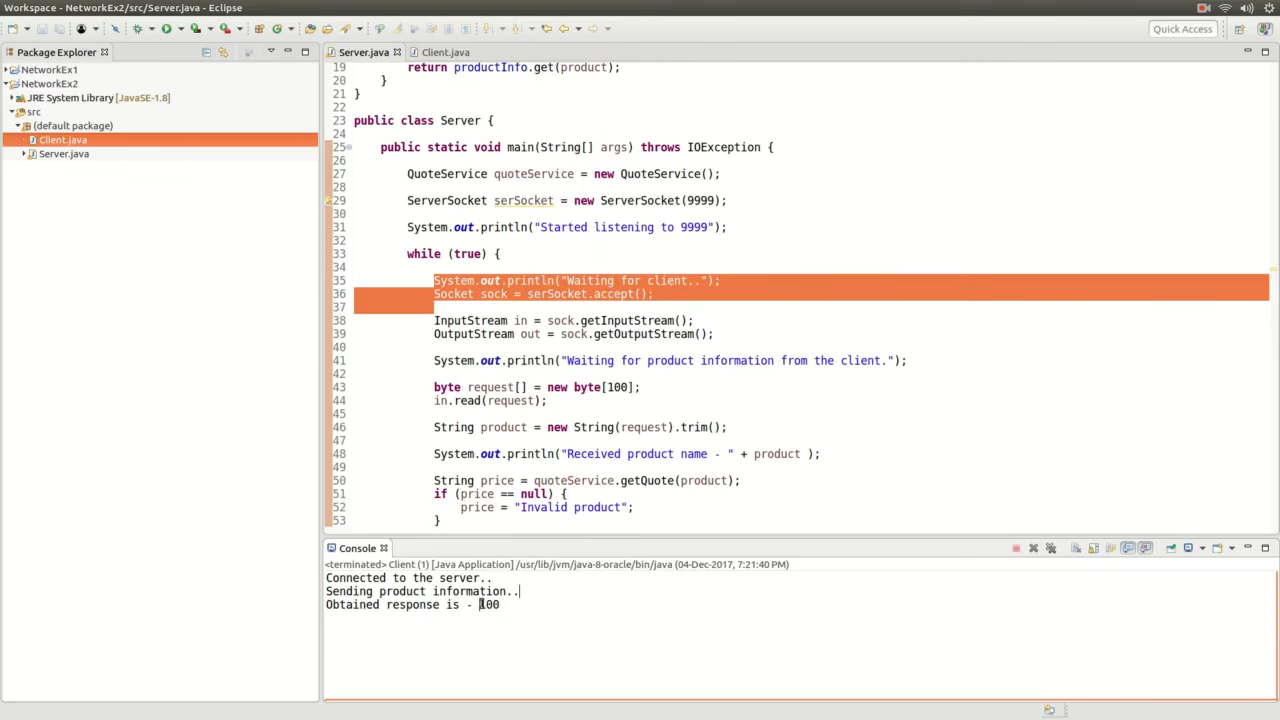 Workspace - NetworkEx2/src/Server.java - Eclipse
Quick Access
Package Explorer
NetworkEx1
NetworkEx2
JRE System Library [JavaSE-1.8]
src
(default package)
Client.java
Server.java
Server.java
Client.java
19 return productInfo.get(product);
20 }
21 }
22
23 public class Server {
24
25 public static void main(String[] args) throws IOException {
26
27 QuoteService quoteService = new QuoteService();
28
29 ServerSocket serSocket = new ServerSocket(9999);
30
31 System.out.println("Started listening to 9999");
32
33 while (true) {
34
35 System.out.println("Waiting for client..");
36 Socket sock = serSocket.accept();
37
38 InputStream in = sock.getInputStream();
39 OutputStream out = sock.getOutputStream();
40
41 System.out.println("Waiting for product information from the client.");
42
43 byte request[] = new byte[100];
44 in.read(request);
45
46 String product = new String(request).trim();
47
48 System.out.println("Received product name - " + product );
49
50 String price = quoteService.getQuote(product);
51 if (price == null) {
52 price = "Invalid product";
53 }
Console
<terminated> Client (1) [Java Application] /usr/lib/jvm/java-8-oracle/bin/java (04-Dec-2017, 7:21:40 PM)
Connected to the server..
Sending product information..
Obtained response is - 100